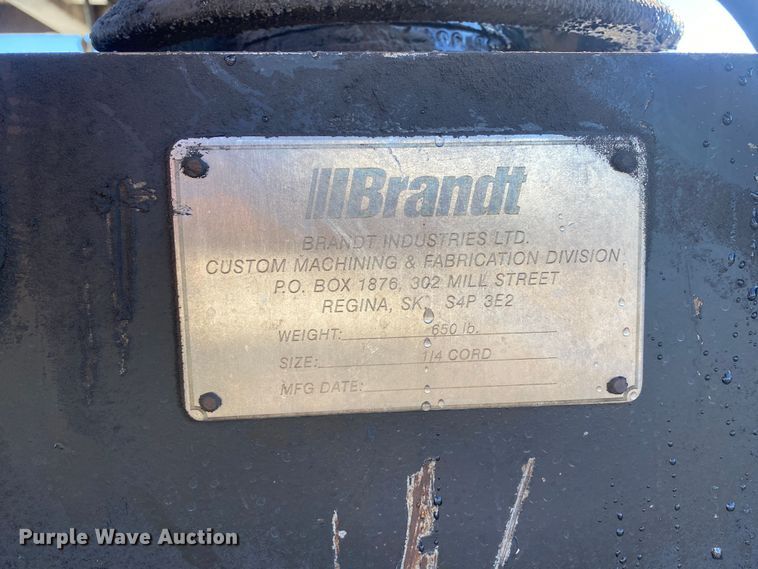 Brandt
BRANDT INDUSTRIES LTD.
CUSTOM MACHINING & FABRICATION DIVISION
P.O. BOX 1876, 302 MILL STREET
REGINA, SK, S4P 3E2
WEIGHT: 650 lb.
SIZE: 1/4 CORD
MFG DATE:
Purple Wave Auction